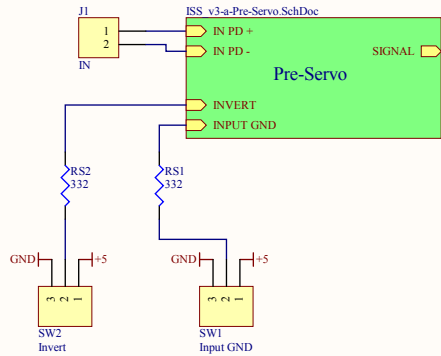 J1
ISS_v3-a-Pre-Servo.SchDoc
1
2
IN
IN PD +
IN PD -
SIGNAL
Pre-Servo
INVERT
INPUT GND
RS2
332
RS1
332
GND
+5
GND
+5
3 2 1
3 2 1
SW2
Invert
SW1
Input GND